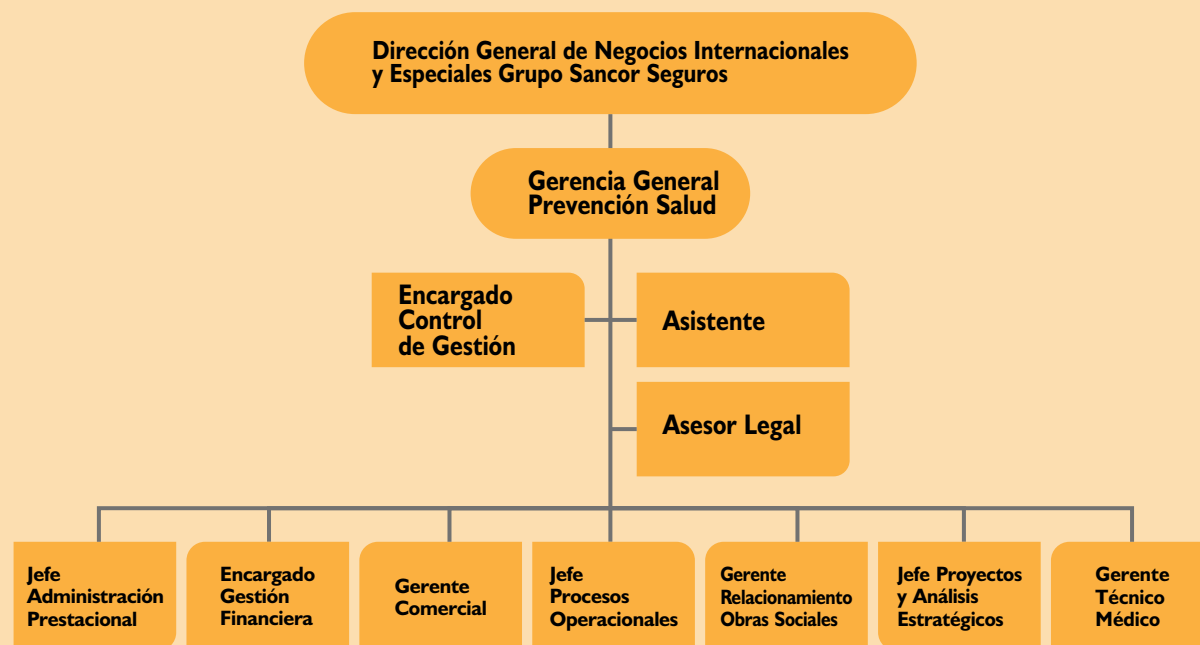 Dirección General de Negocios Internacionales
y Especiales Grupo Sancor Seguros
Gerencia General
Prevención Salud
Encargado
Control
de Gestión
Asistente
Asesor Legal
Jefe
Administración
Prestacional
Encargado
Gestión
Financiera
Gerente
Comercial
Jefe
Procesos
Operacionales
Gerente
Relacionamiento
Obras Sociales
Jefe Proyectos
y Análisis
Estratégicos
Gerente
Técnico
Médico